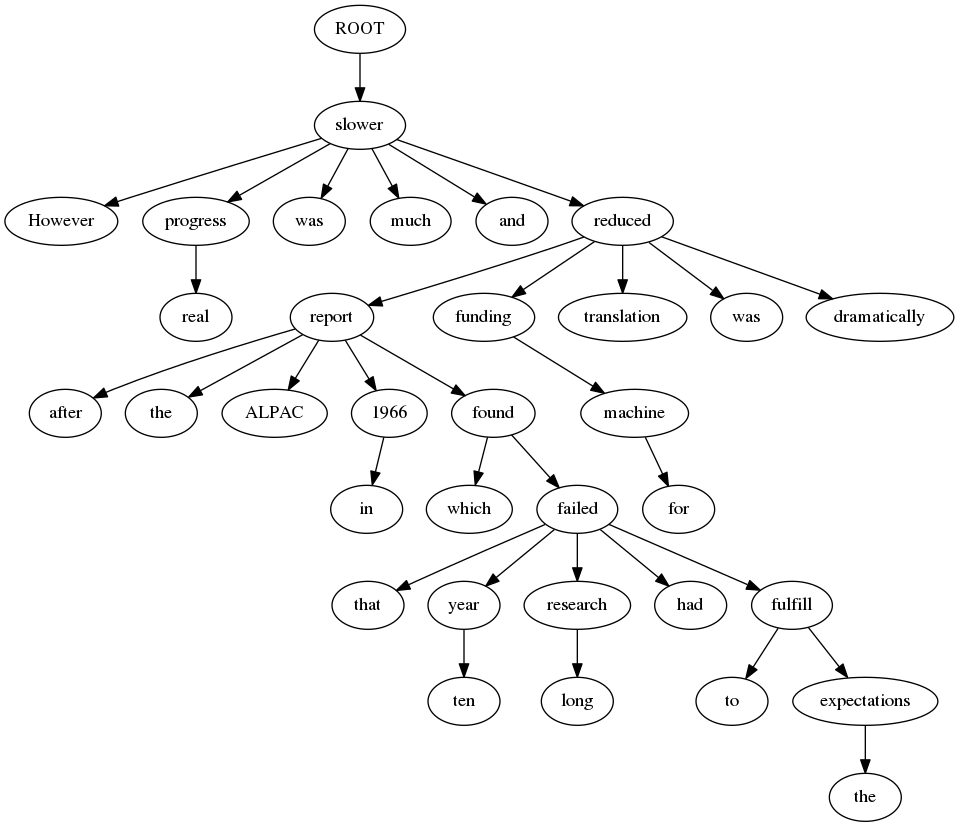 ROOT
slower
However progress was much and reduced
real report funding translation was dramatically
after the ALPAC 1966 found machine
in which failed for
that year research had fulfill
ten long to expectations
the